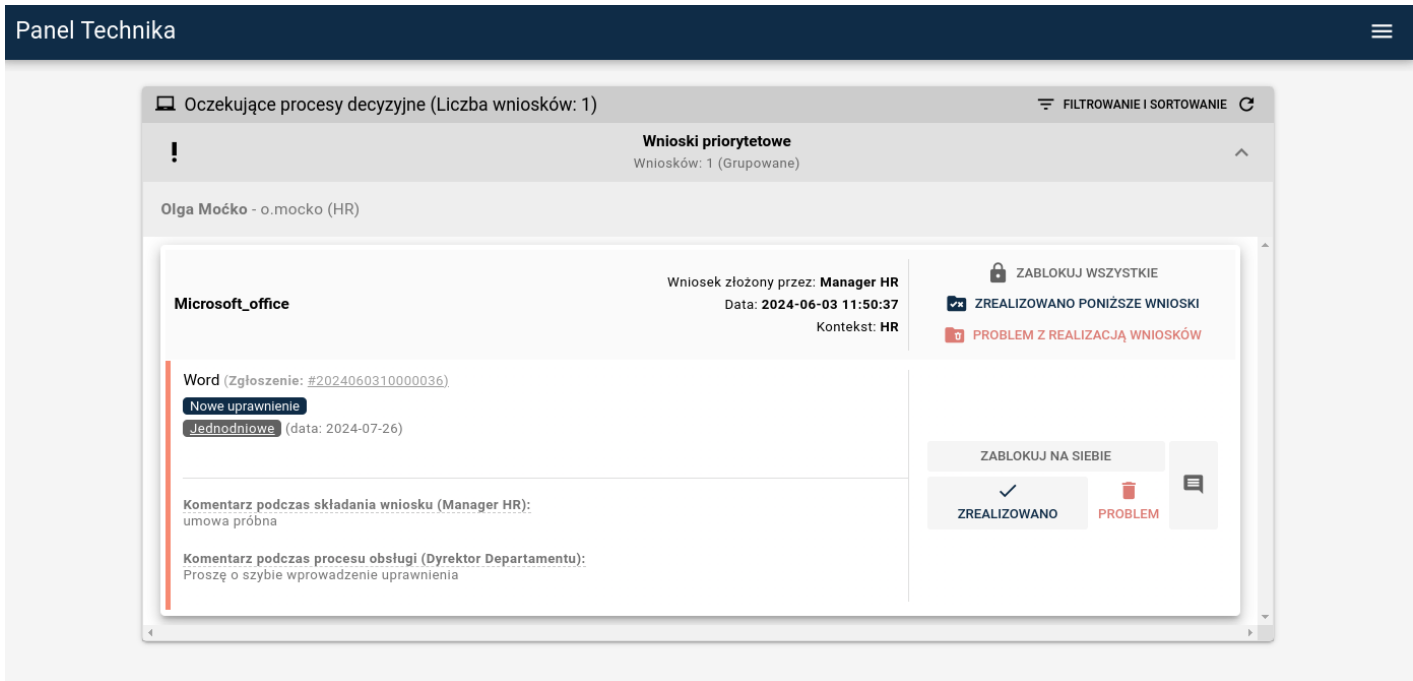 Panel Technika
Oczekujące procesy decyzyjne (Liczba wniosków: 1)
FILTROWANIE I SORTOWANIE
Wnioski priorytetowe
Wniosków: 1 (Grupowane)
Olga Moćko - o.mocko (HR)
Microsoft_office
Wniosek złożony przez: Manager HR
Data: 2024-06-03 11:50:37
Kontekst: HR
ZABLOKUJ WSZYSTKIE
ZREALIZOWANO PONIŻSZE WNIOSKI
PROBLEM Z REALIZACJĄ WNIOSKÓW
Word (Zgłoszenie: #2024060310000036)
Nowe uprawnienie
Jednodniowe (data: 2024-07-26)
Komentarz podczas składania wniosku (Manager HR):
umowa próbna
Komentarz podczas procesu obsługi (Dyrektor Departamentu):
Proszę o szybie wprowadzenie uprawnienia
ZABLOKUJ NA SIEBIE
ZREALIZOWANO
PROBLEM